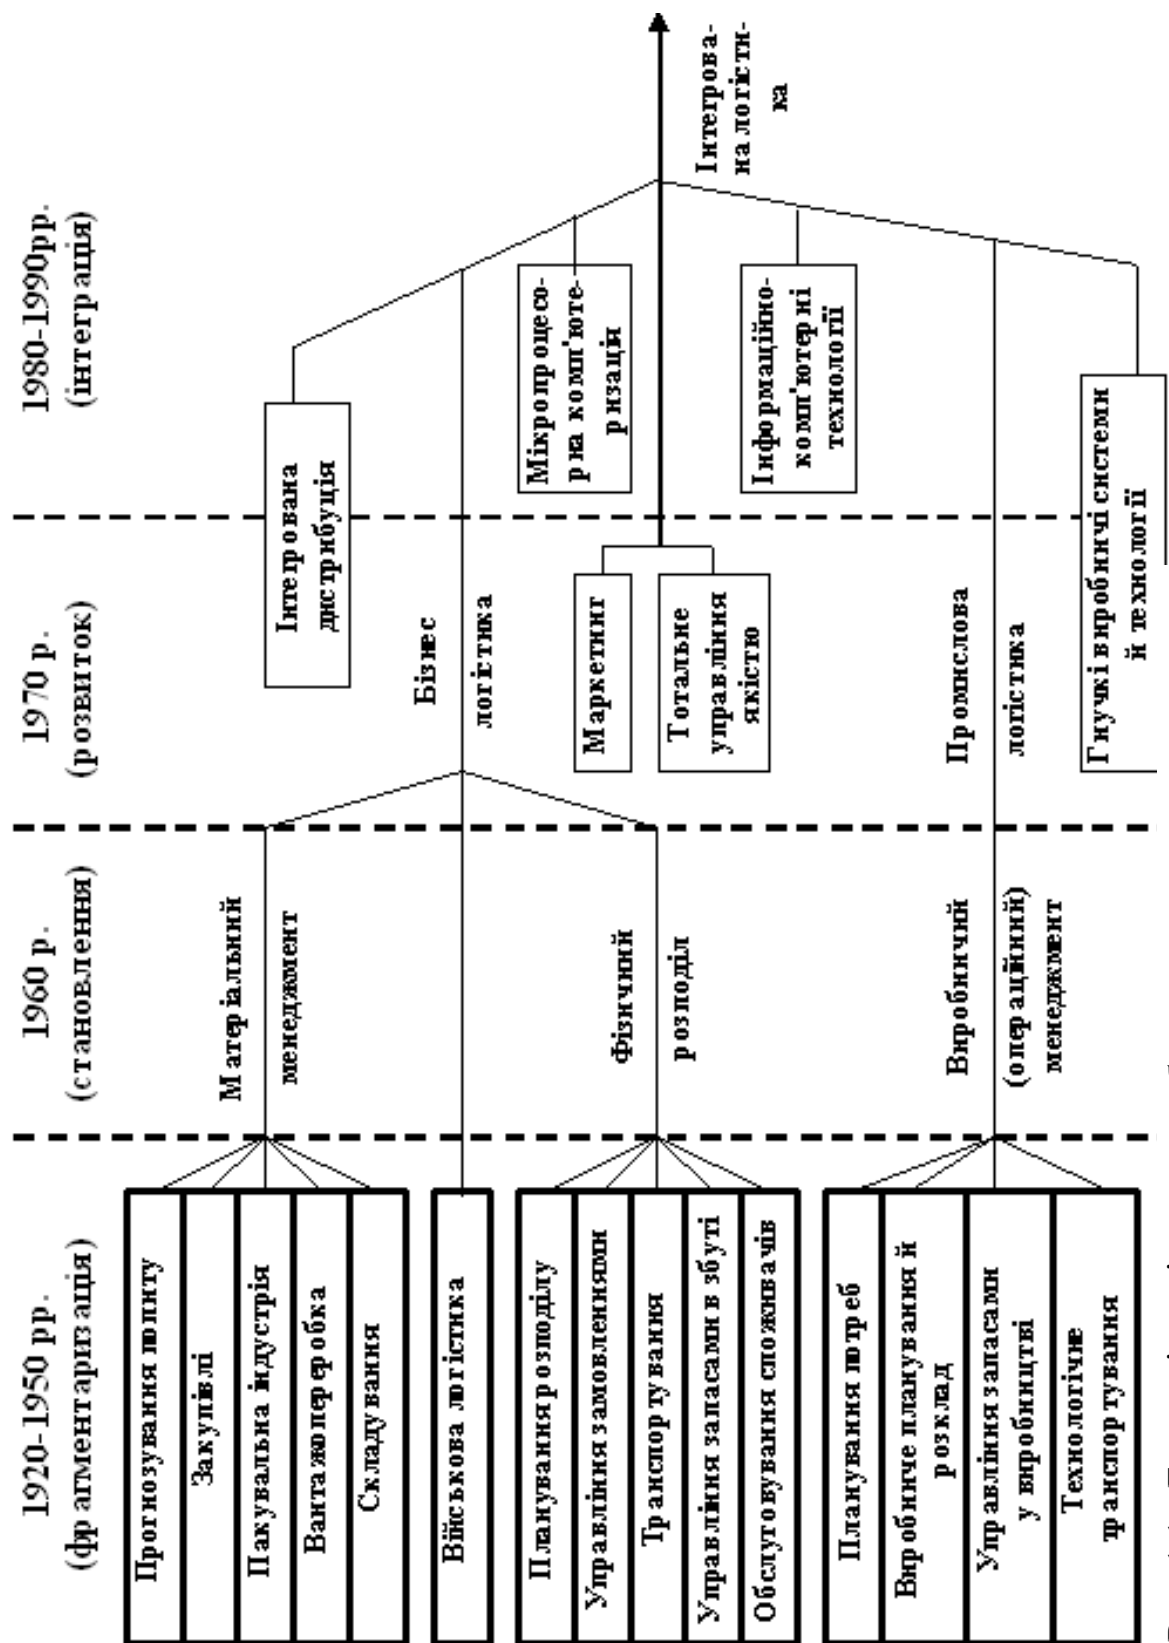 1920-1950 рр.
(фрагментаризація)
1960 р.
(становлення)
1970 р.
(розвиток)
1980-1990рр.
(інтеграція)
Прогнозування попиту
Закупівлі
Пакувальна індустрія
Вантажопереробка
Складування
Військова логістика
Планування розподілу
Управління замовленнями
Транспортування
Управління запасами в збуті
Обслуговування споживачів
Планування потреб
Виробниче планування й
розклад
Управління запасами
у виробництві
Технологічне
транспортування
Матеріальний
менеджмент
Фізичний
розподіл
Виробничий
(операційний)
менеджмент
Інтегрована
дистрибуція
Бізнес
логістика
Маркетинг
Тотальне
управління
якістю
Промислова
логістика
Гнучкі виробничі системи
й технології
Мікропроцесо-
рна комп'юте-
ризація
Інформаційно-
комп'ютерні
технології
Інтегрова-
на логісти-
ка